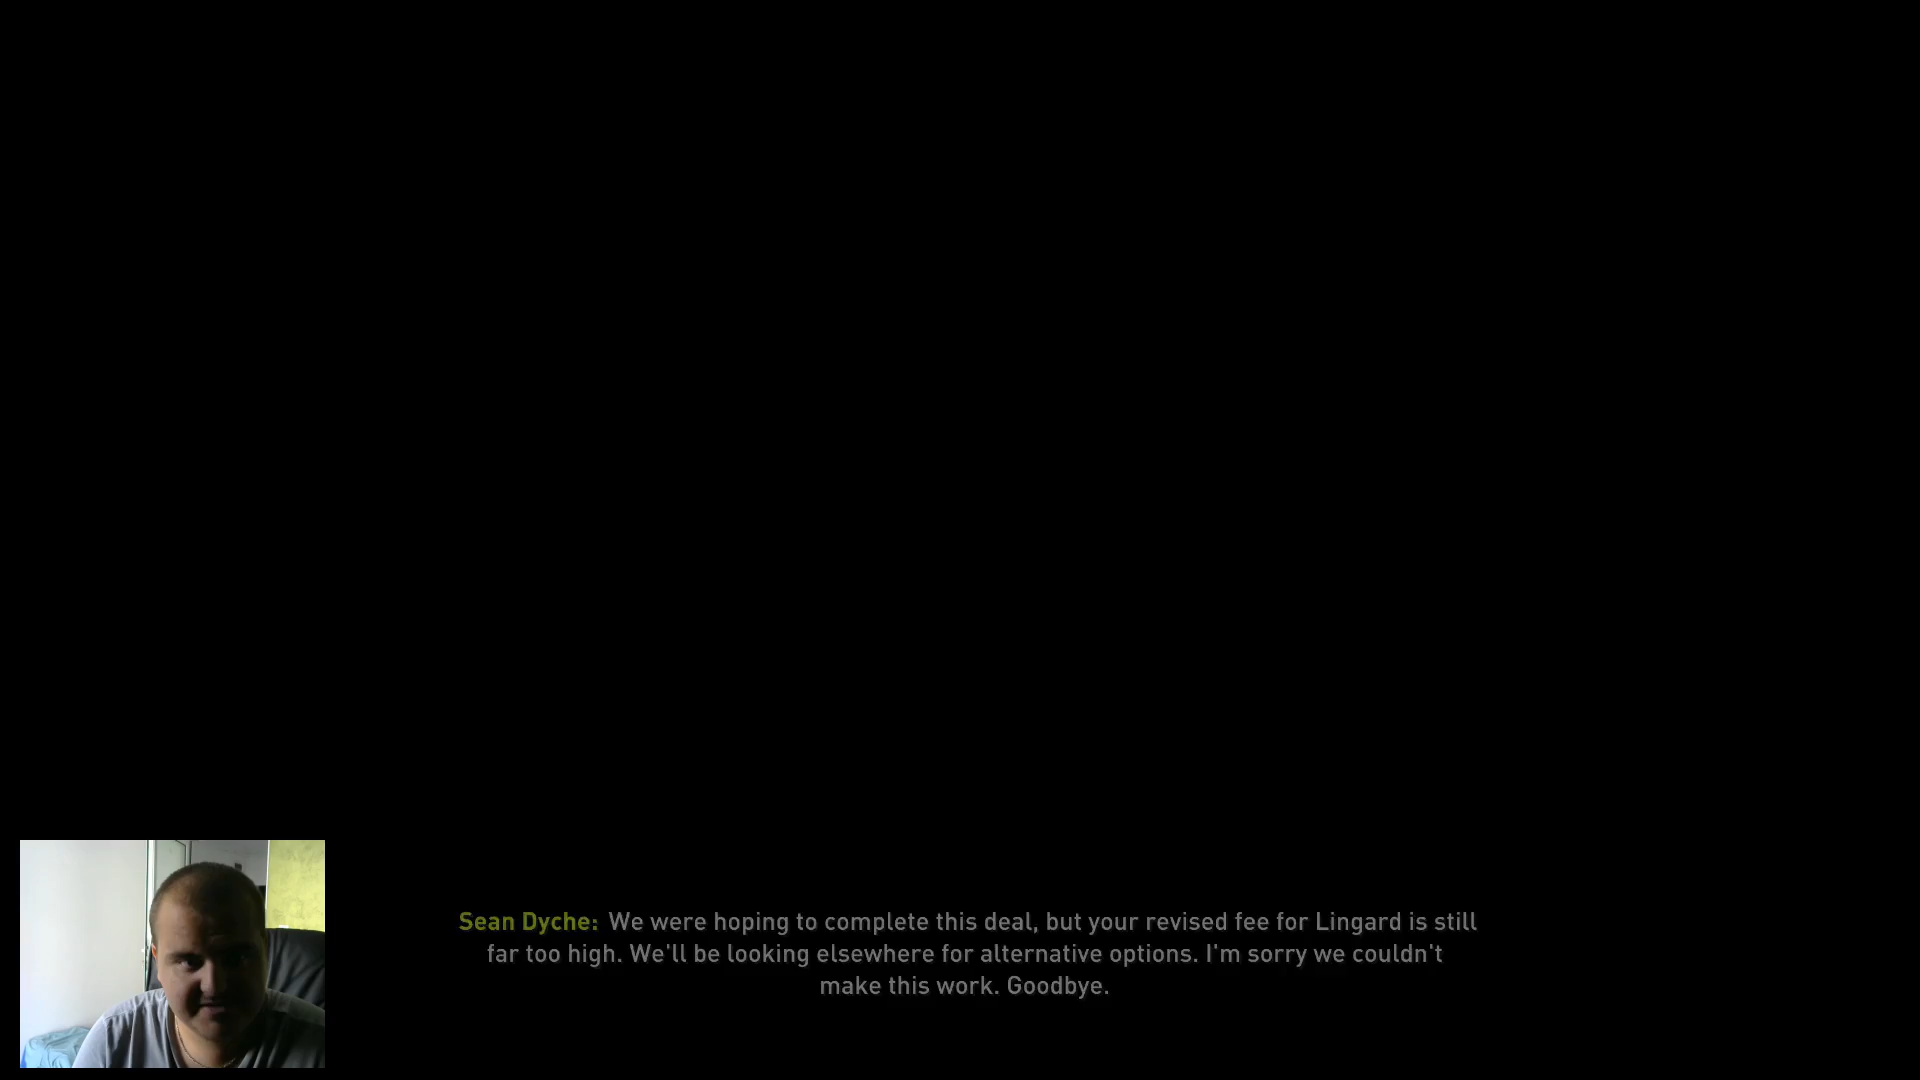 Sean Dyche: We were hoping to complete this deal, but your revised fee for Lingard is still
far too high. We'll be looking elsewhere for alternative options. I'm sorry we couldn't
make this work. Goodbye.